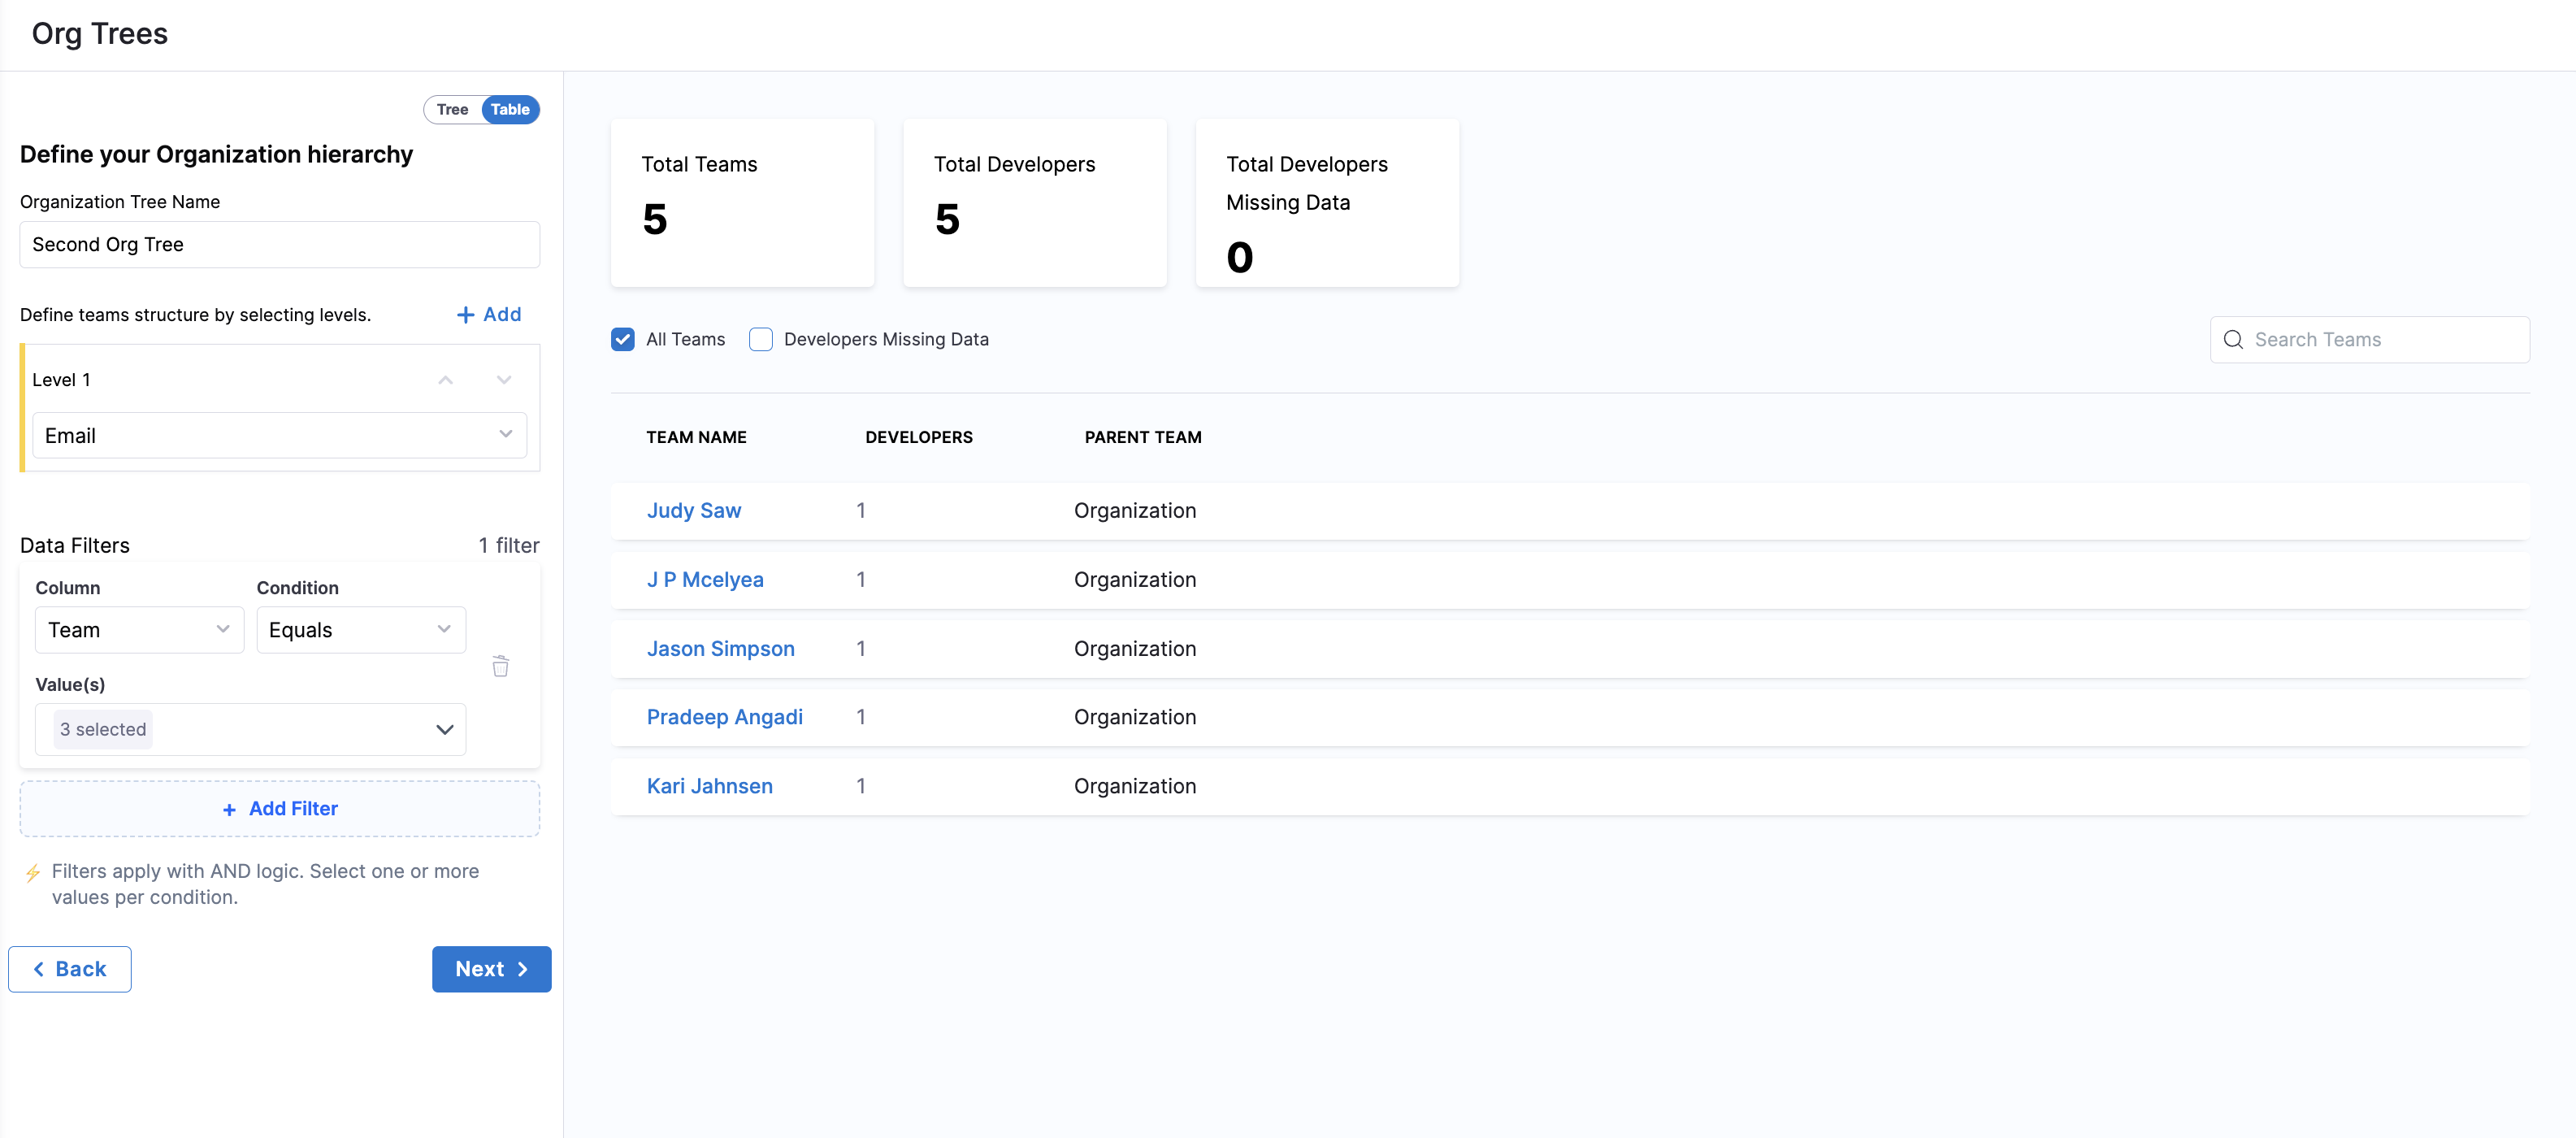 Org Trees
Tree Table
Define your Organization hierarchy
Organization Tree Name
Second Org Tree
Define teams structure by selecting levels.
+ Add
Level 1
Email
Data Filters
1 filter
Column
Condition
Team
Equals
Value(s)
3 selected
+ Add Filter
⚡ Filters apply with AND logic. Select one or more
values per condition.
Back
Next
Total Teams
5
Total Developers
5
Total Developers
Missing Data
0
All Teams
Developers Missing Data
Search Teams
TEAM NAME DEVELOPERS PARENT TEAM
Judy Saw 1 Organization
J P Mcelyea 1 Organization
Jason Simpson 1 Organization
Pradeep Angadi 1 Organization
Kari Jahnsen 1 Organization